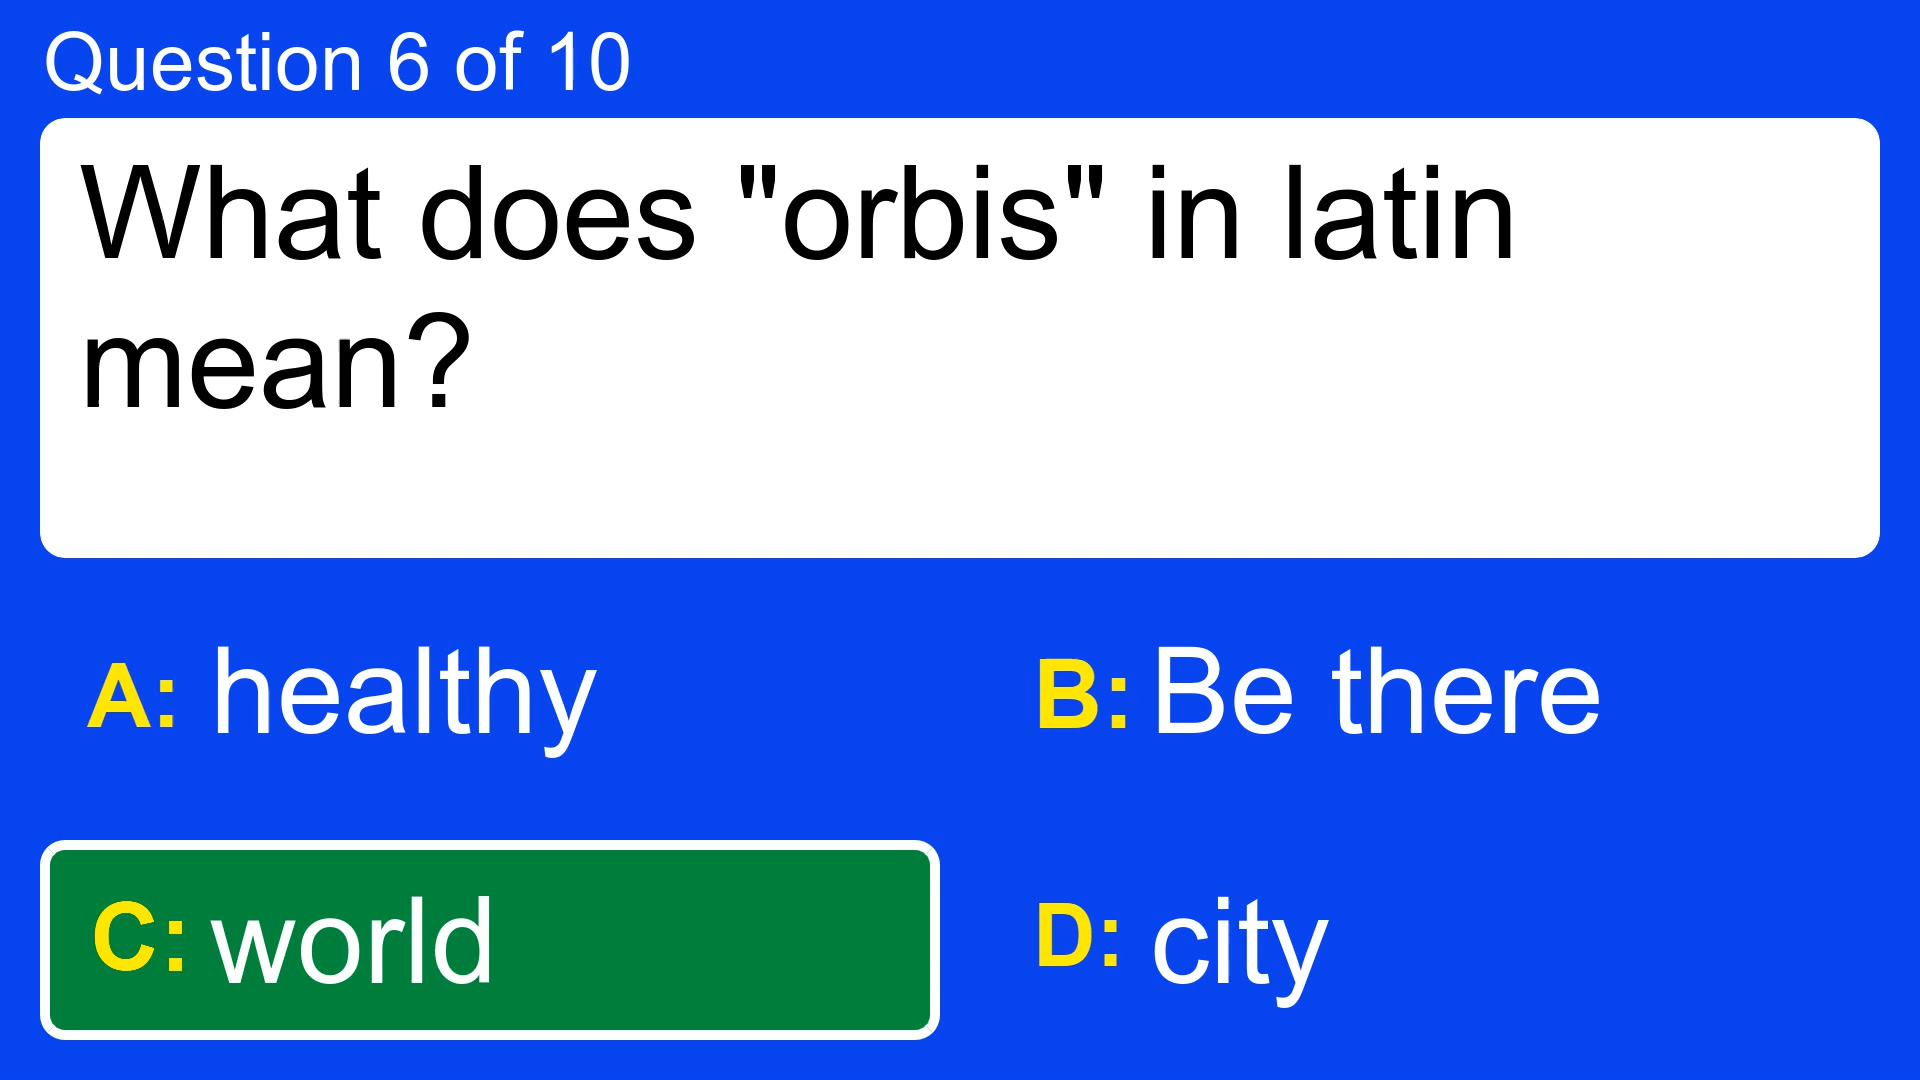 Question 6 of 10
What does "orbis" in latin
mean?
A: healthy
B: Be there
C: world
D: city